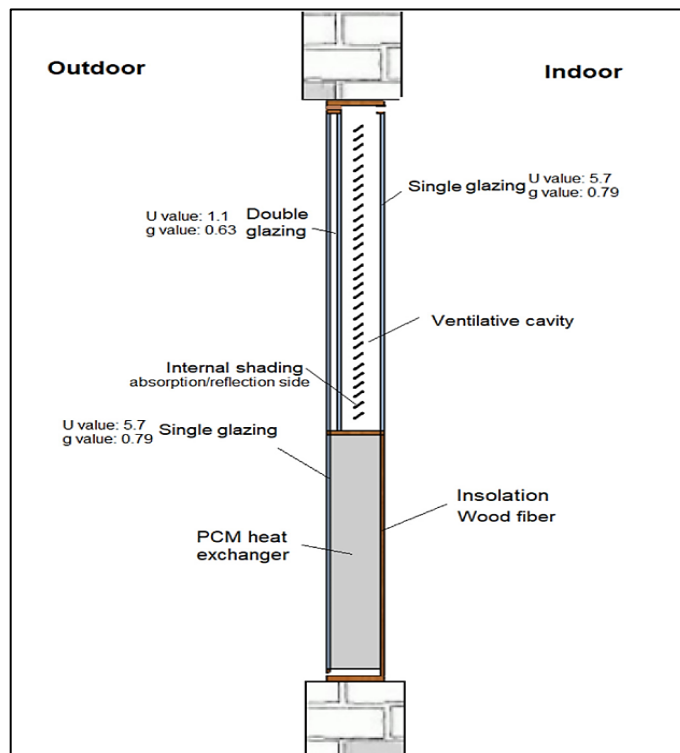 Outdoor
Indoor
Single glazing
U value: 5.7
g value: 0.79
U value: 1.1
g value: 0.63
Double
glazing
Ventilative cavity
Internal shading
absorption/reflection side
U value: 5.7
g value: 0.79
Single glazing
Insolation
Wood fiber
PCM heat
exchanger